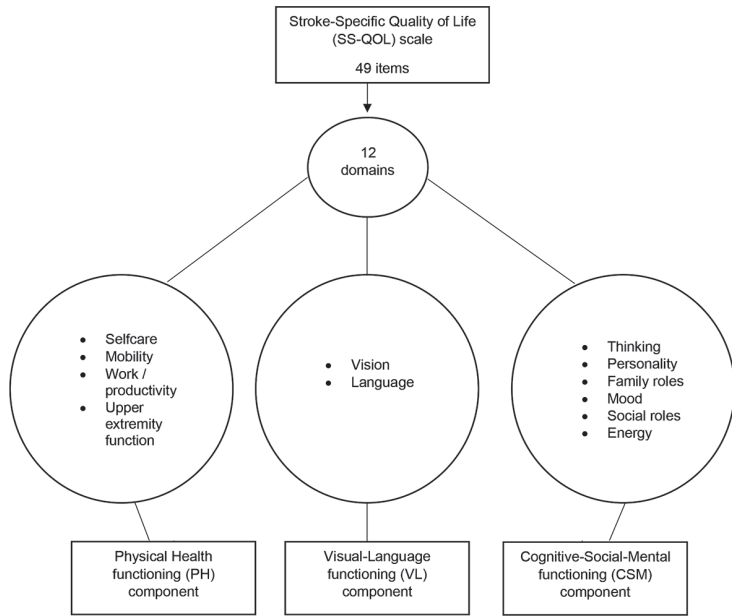 Stroke-Specific Quality of Life
(SS-QOL) scale
49 items
12
domains
• Selfcare
• Mobility
• Work /
productivity
• Upper
extremity
function
• Vision
• Language
• Thinking
• Personality
• Family roles
• Mood
• Social roles
• Energy
Physical Health
functioning (PH)
component
Visual-Language
functioning (VL)
component
Cognitive-Social-Mental
functioning (CSM)
component